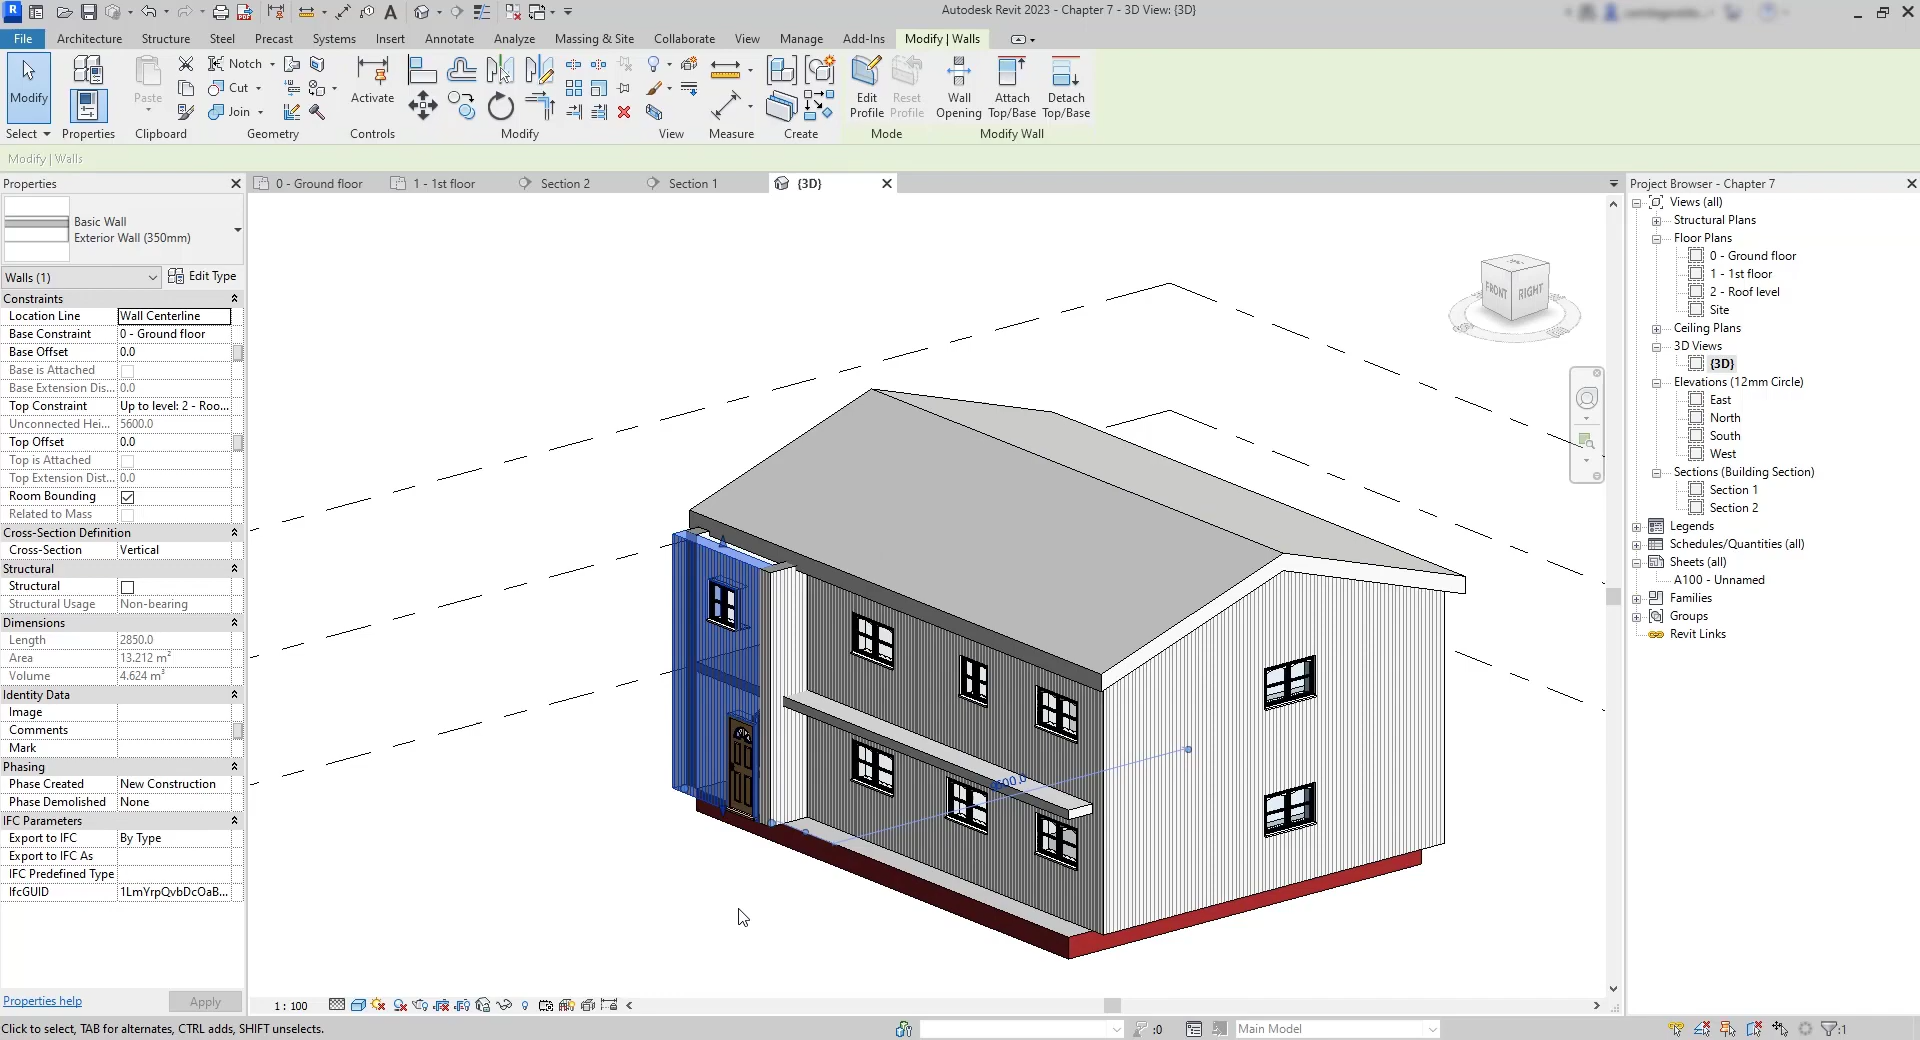 Autodesk Revit 2023 - Chapter 7 - 3D View: {3D}
File Architecture Structure Steel Precast Systems Insert Annotate Analyze Massing & Site Collaborate View Manage Add-Ins Modify | Walls
Modify
Paste
Notch
Cut
Join
Activate
Edit Profile
Reset Profile
Wall Opening
Attach Top/Base
Detach Top/Base
Select Properties Clipboard Geometry Controls Modify View Measure Create Mode Modify Wall
Modify | Walls
Properties
0 - Ground floor 1 - 1st floor Section 2 Section 1 {3D}
Project Browser - Chapter 7
Basic Wall
Exterior Wall (350mm)
Walls (1) Edit Type
Constraints
Location Line Wall Centerline
Base Constraint 0 - Ground floor
Base Offset 0.0
Base is Attached
Base Extension Dis... 0.0
Top Constraint Up to level: 2 - Roo...
Unconnected Hei... 5600.0
Top Offset 0.0
Top is Attached
Top Extension Dist... 0.0
Room Bounding
Related to Mass
Cross-Section Definition
Cross-Section Vertical
Structural
Structural
Structural Usage Non-bearing
Dimensions
Length 2850.0
Area 13.212 m²
Volume 4.624 m³
Identity Data
Image
Comments
Mark
Phasing
Phase Created New Construction
Phase Demolished None
IFC Parameters
Export to IFC By Type
Export to IFC As
IFC Predefined Type
IfcGUID 1LmYrpQvbDcOaB...
Properties help Apply
FRONT RIGHT
Views (all)
Structural Plans
Floor Plans
0 - Ground floor
1 - 1st floor
2 - Roof level
Site
Ceiling Plans
3D Views
{3D}
Elevations (12mm Circle)
East
North
South
West
Sections (Building Section)
Section 1
Section 2
Legends
Schedules/Quantities (all)
Sheets (all)
A100 - Unnamed
Families
Groups
Revit Links
1 : 100
Click to select, TAB for alternates, CTRL adds, SHIFT unselects.
:0
Main Model
:1